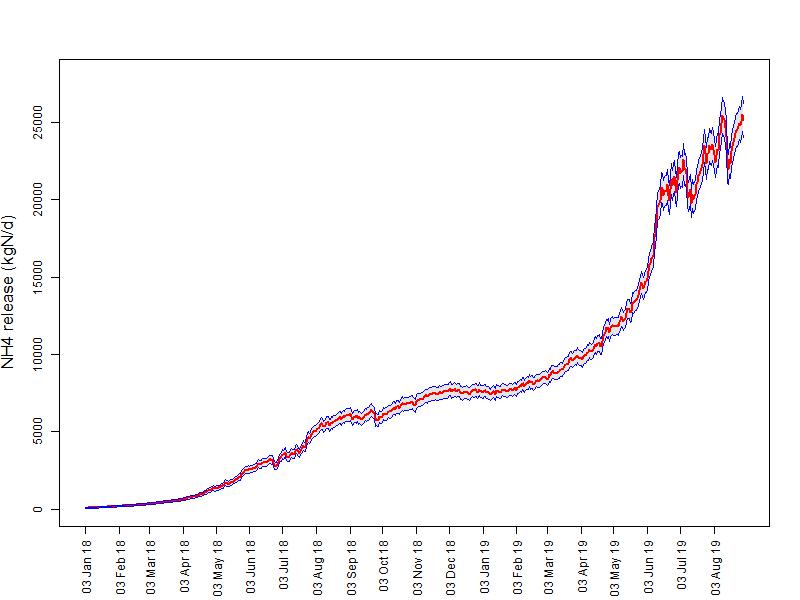 NH4 release (kgN/d)
25000
20000
15000
10000
5000
0
03 Jan 18
03 Feb 18
03 Mar 18
03 Apr 18
03 May 18
03 Jun 18
03 Jul 18
03 Aug 18
03 Sep 18
03 Oct 18
03 Nov 18
03 Dec 18
03 Jan 19
03 Feb 19
03 Mar 19
03 Apr 19
03 May 19
03 Jun 19
03 Jul 19
03 Aug 19